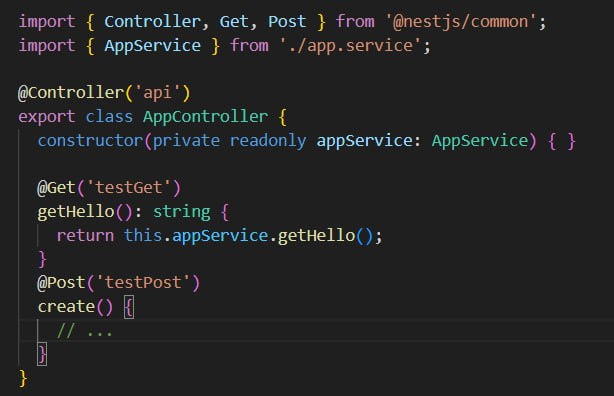 import { Controller, Get, Post } from '@nestjs/common';
import { AppService } from './app.service';

@Controller('api')
export class AppController {
  constructor(private readonly appService: AppService) { }

  @Get('testGet')
  getHello(): string {
    return this.appService.getHello();
  }
  @Post('testPost')
  create() {
    // ...
  }
}